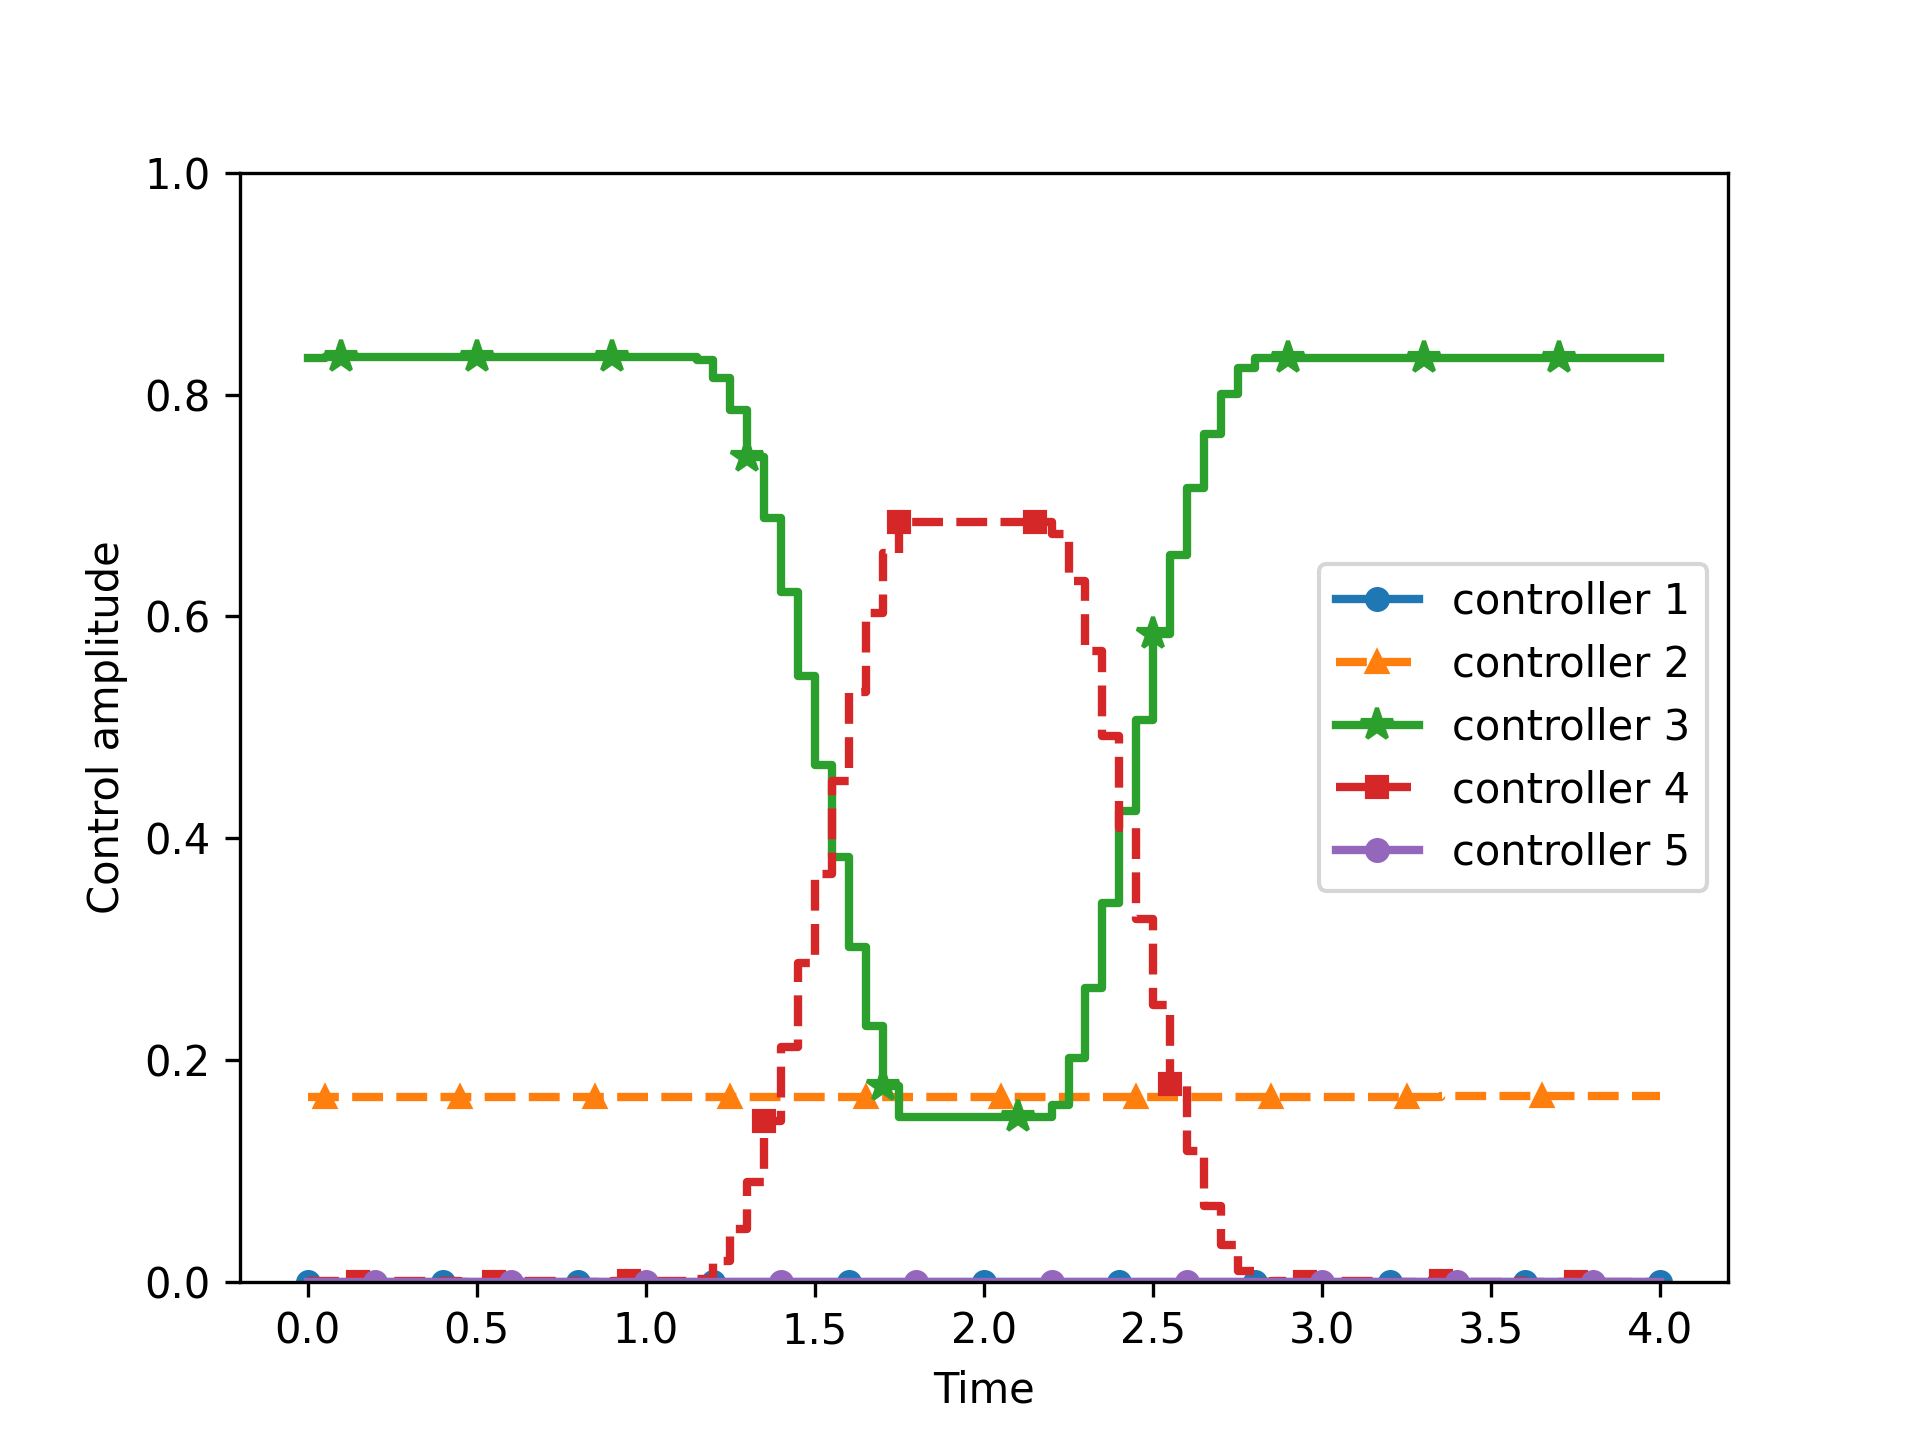 1.0
0.8
0.6
0.4
0.2
0.0
Control amplitude
controller 1
controller 2
controller 3
controller 4
controller 5
0.0 0.5 1.0 1.5 2.0 2.5 3.0 3.5 4.0
Time